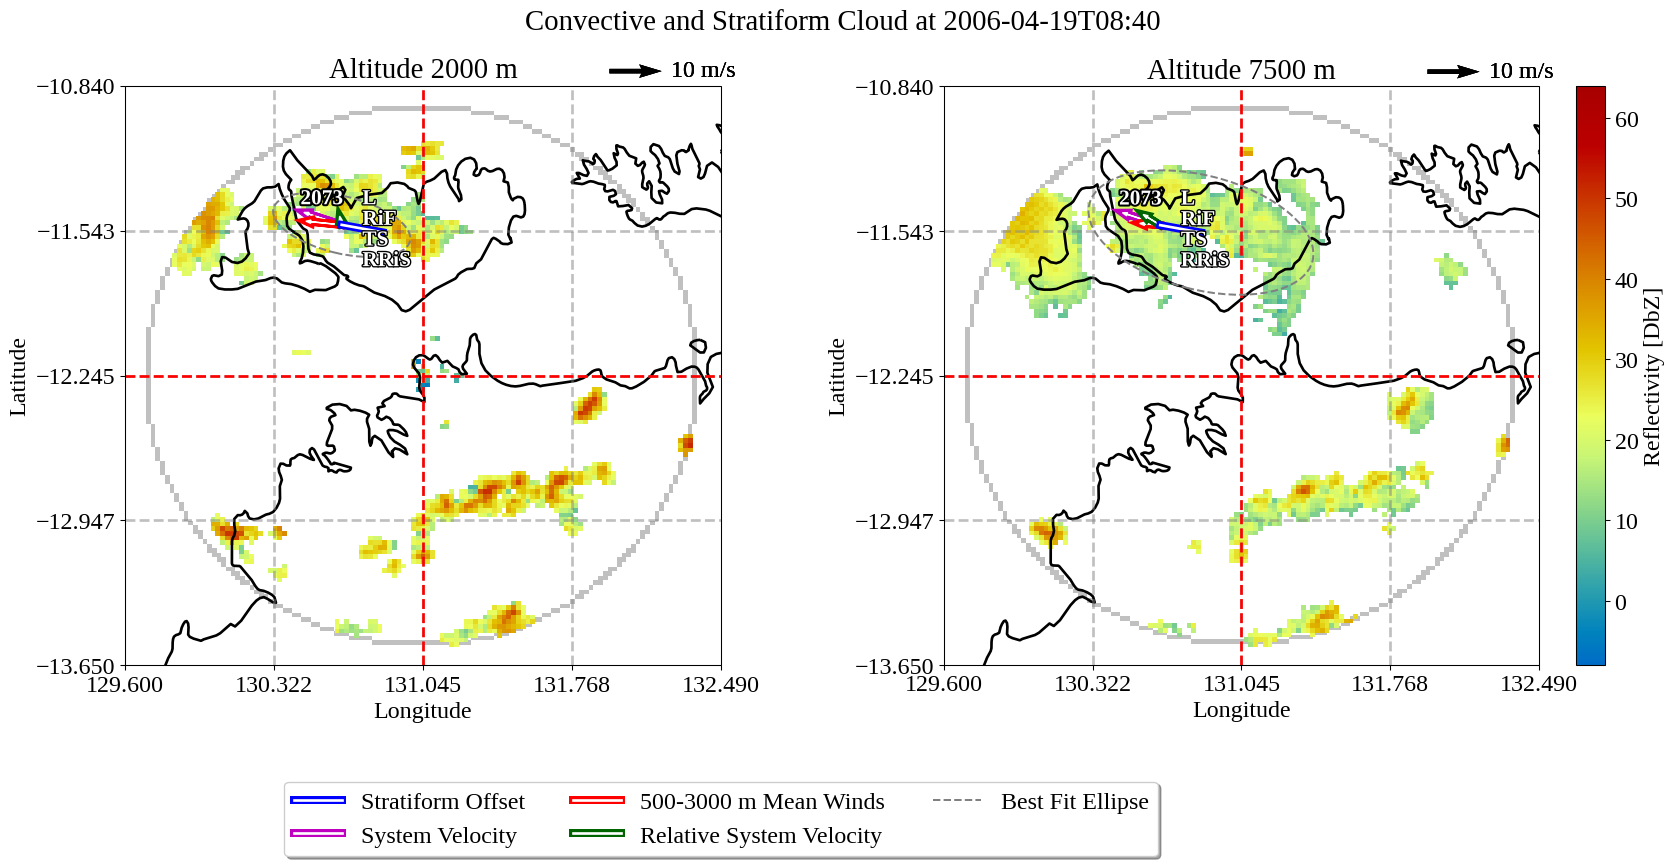 Convective and Stratiform Cloud at 2006-04-19T08:40
Altitude 2000 m
10 m/s
−10.840
−11.543
−12.245
−12.947
−13.650
129.600
130.322
131.045
131.768
132.490
Longitude
Latitude
2073
L
RiF
TS
RRiS
Altitude 7500 m
10 m/s
−10.840
−11.543
−12.245
−12.947
−13.650
129.600
130.322
131.045
131.768
132.490
Longitude
Latitude
2073
L
RiF
TS
RRiS
60
50
40
30
20
10
0
Reflectivity [DbZ]
Stratiform Offset
System Velocity
500-3000 m Mean Winds
Relative System Velocity
Best Fit Ellipse